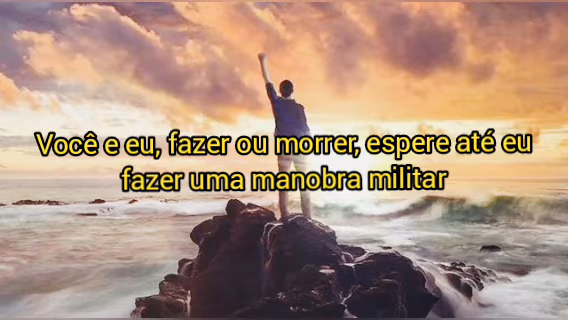 Você e eu, fazer ou morrer, espere até eu
fazer uma manobra militar